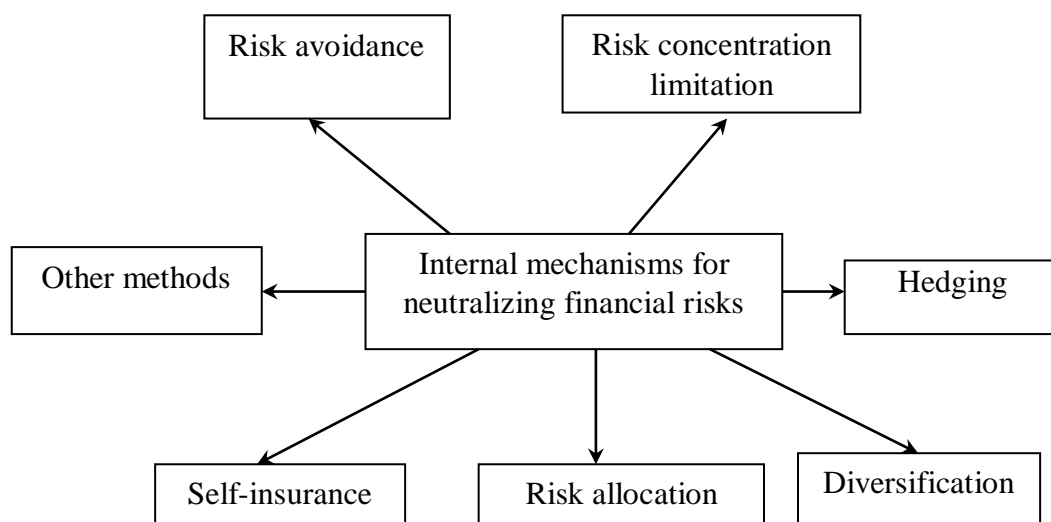 Risk avoidance
Risk concentration
limitation
Other methods
Internal mechanisms for
neutralizing financial risks
Hedging
Self-insurance
Risk allocation
Diversification